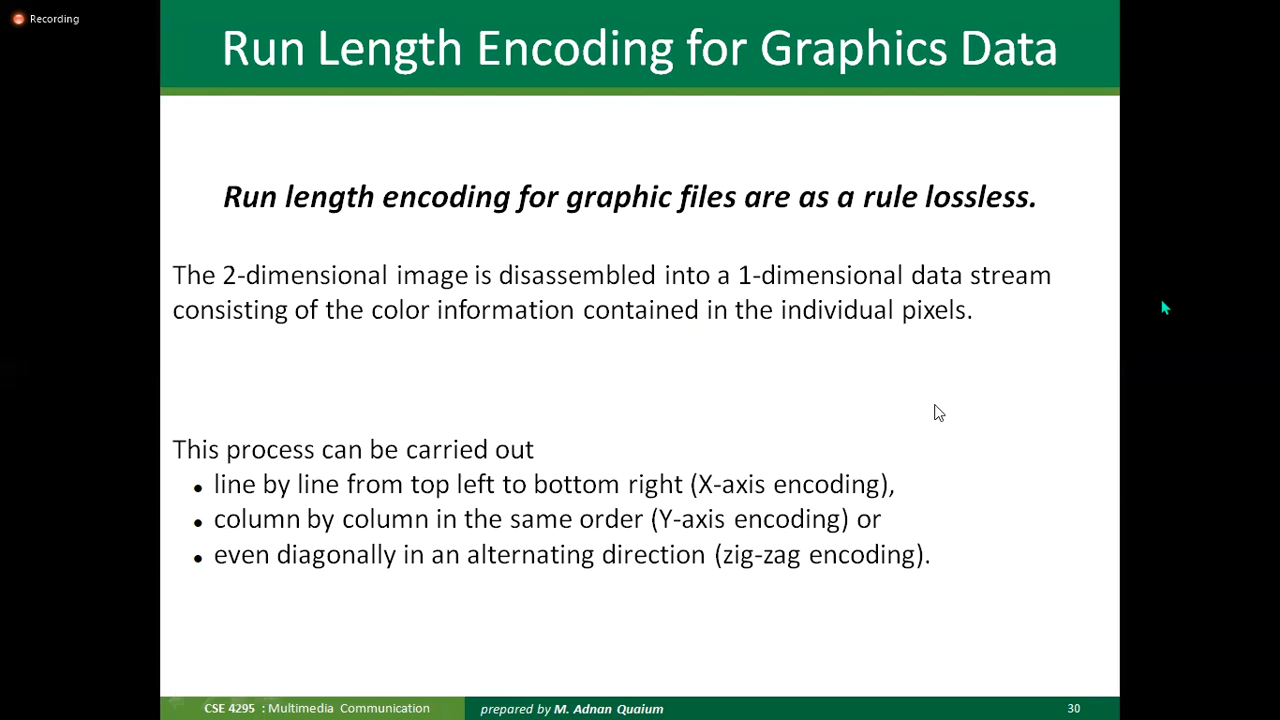 Recording
Run Length Encoding for Graphics Data
Run length encoding for graphic files are as a rule lossless.
The 2-dimensional image is disassembled into a 1-dimensional data stream
consisting of the color information contained in the individual pixels.
This process can be carried out
• line by line from top left to bottom right (X-axis encoding),
• column by column in the same order (Y-axis encoding) or
• even diagonally in an alternating direction (zig-zag encoding).
CSE 4295 : Multimedia Communication prepared by M. Adnan Quaium 30